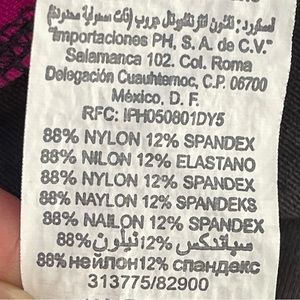 "Importaciones PH, S. A. de C.V."
Salamanca 102. Col. Roma
Delegación Cuauhtemoc, C.P. 06700
México, D. F.
RFC: IPH050801DY5
88% NYLON 12% SPANDEX
88% NILON 12% ELASTANO
88% NYLON 12% SPANDEX
88% NAYLON 12% SPANDEKS
88% NAILON 12% SPANDEX
88% نيلون 12% سباندكس
88% нейлон 12% спандекс
313775/82900